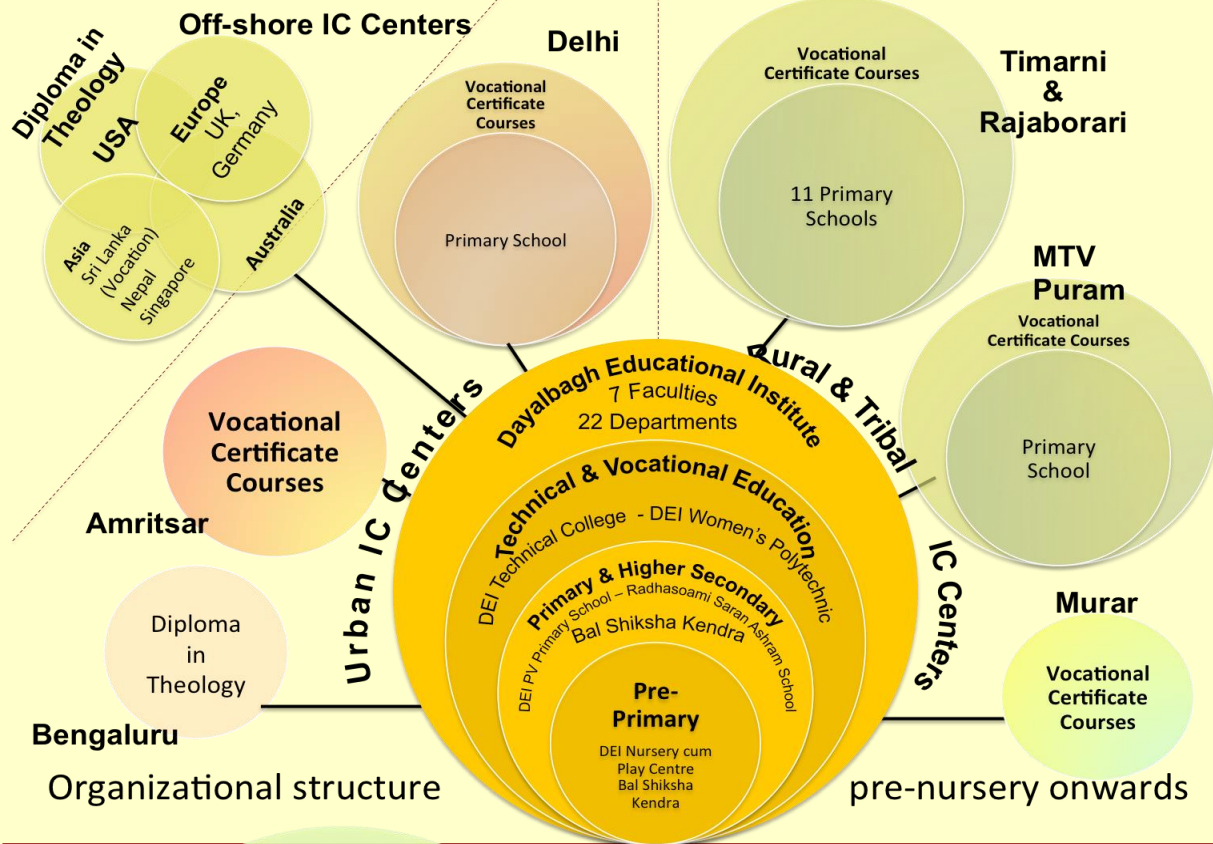 Off-shore IC Centers
Diploma in
Theology
USA
Europe
UK,
Germany
Asia
Sri Lanka
(Vocation)
Nepal
Singapore
Australia
Delhi
Vocational
Certificate
Courses
Primary School
Vocational
Certificate Courses
11 Primary
Schools
Timarni
&
Rajaborari
MTV
Puram
Vocational
Certificate Courses
Primary
School
Rural & Tribal
IC Centers
Urban IC Centers
Vocational
Certificate
Courses
Amritsar
Diploma
in
Theology
Bengaluru
Murar
Vocational
Certificate
Courses
Dayalbagh Educational Institute
7 Faculties
22 Departments
Technical & Vocational Education
DEI Technical College - DEI Women's Polytechnic
Primary & Higher Secondary
DEI PV Primary School – Radhasoami Saran Ashram School
Bal Shiksha Kendra
Pre-
Primary
DEI Nursery cum
Play Centre
Bal Shiksha
Kendra
Organizational structure
pre-nursery onwards